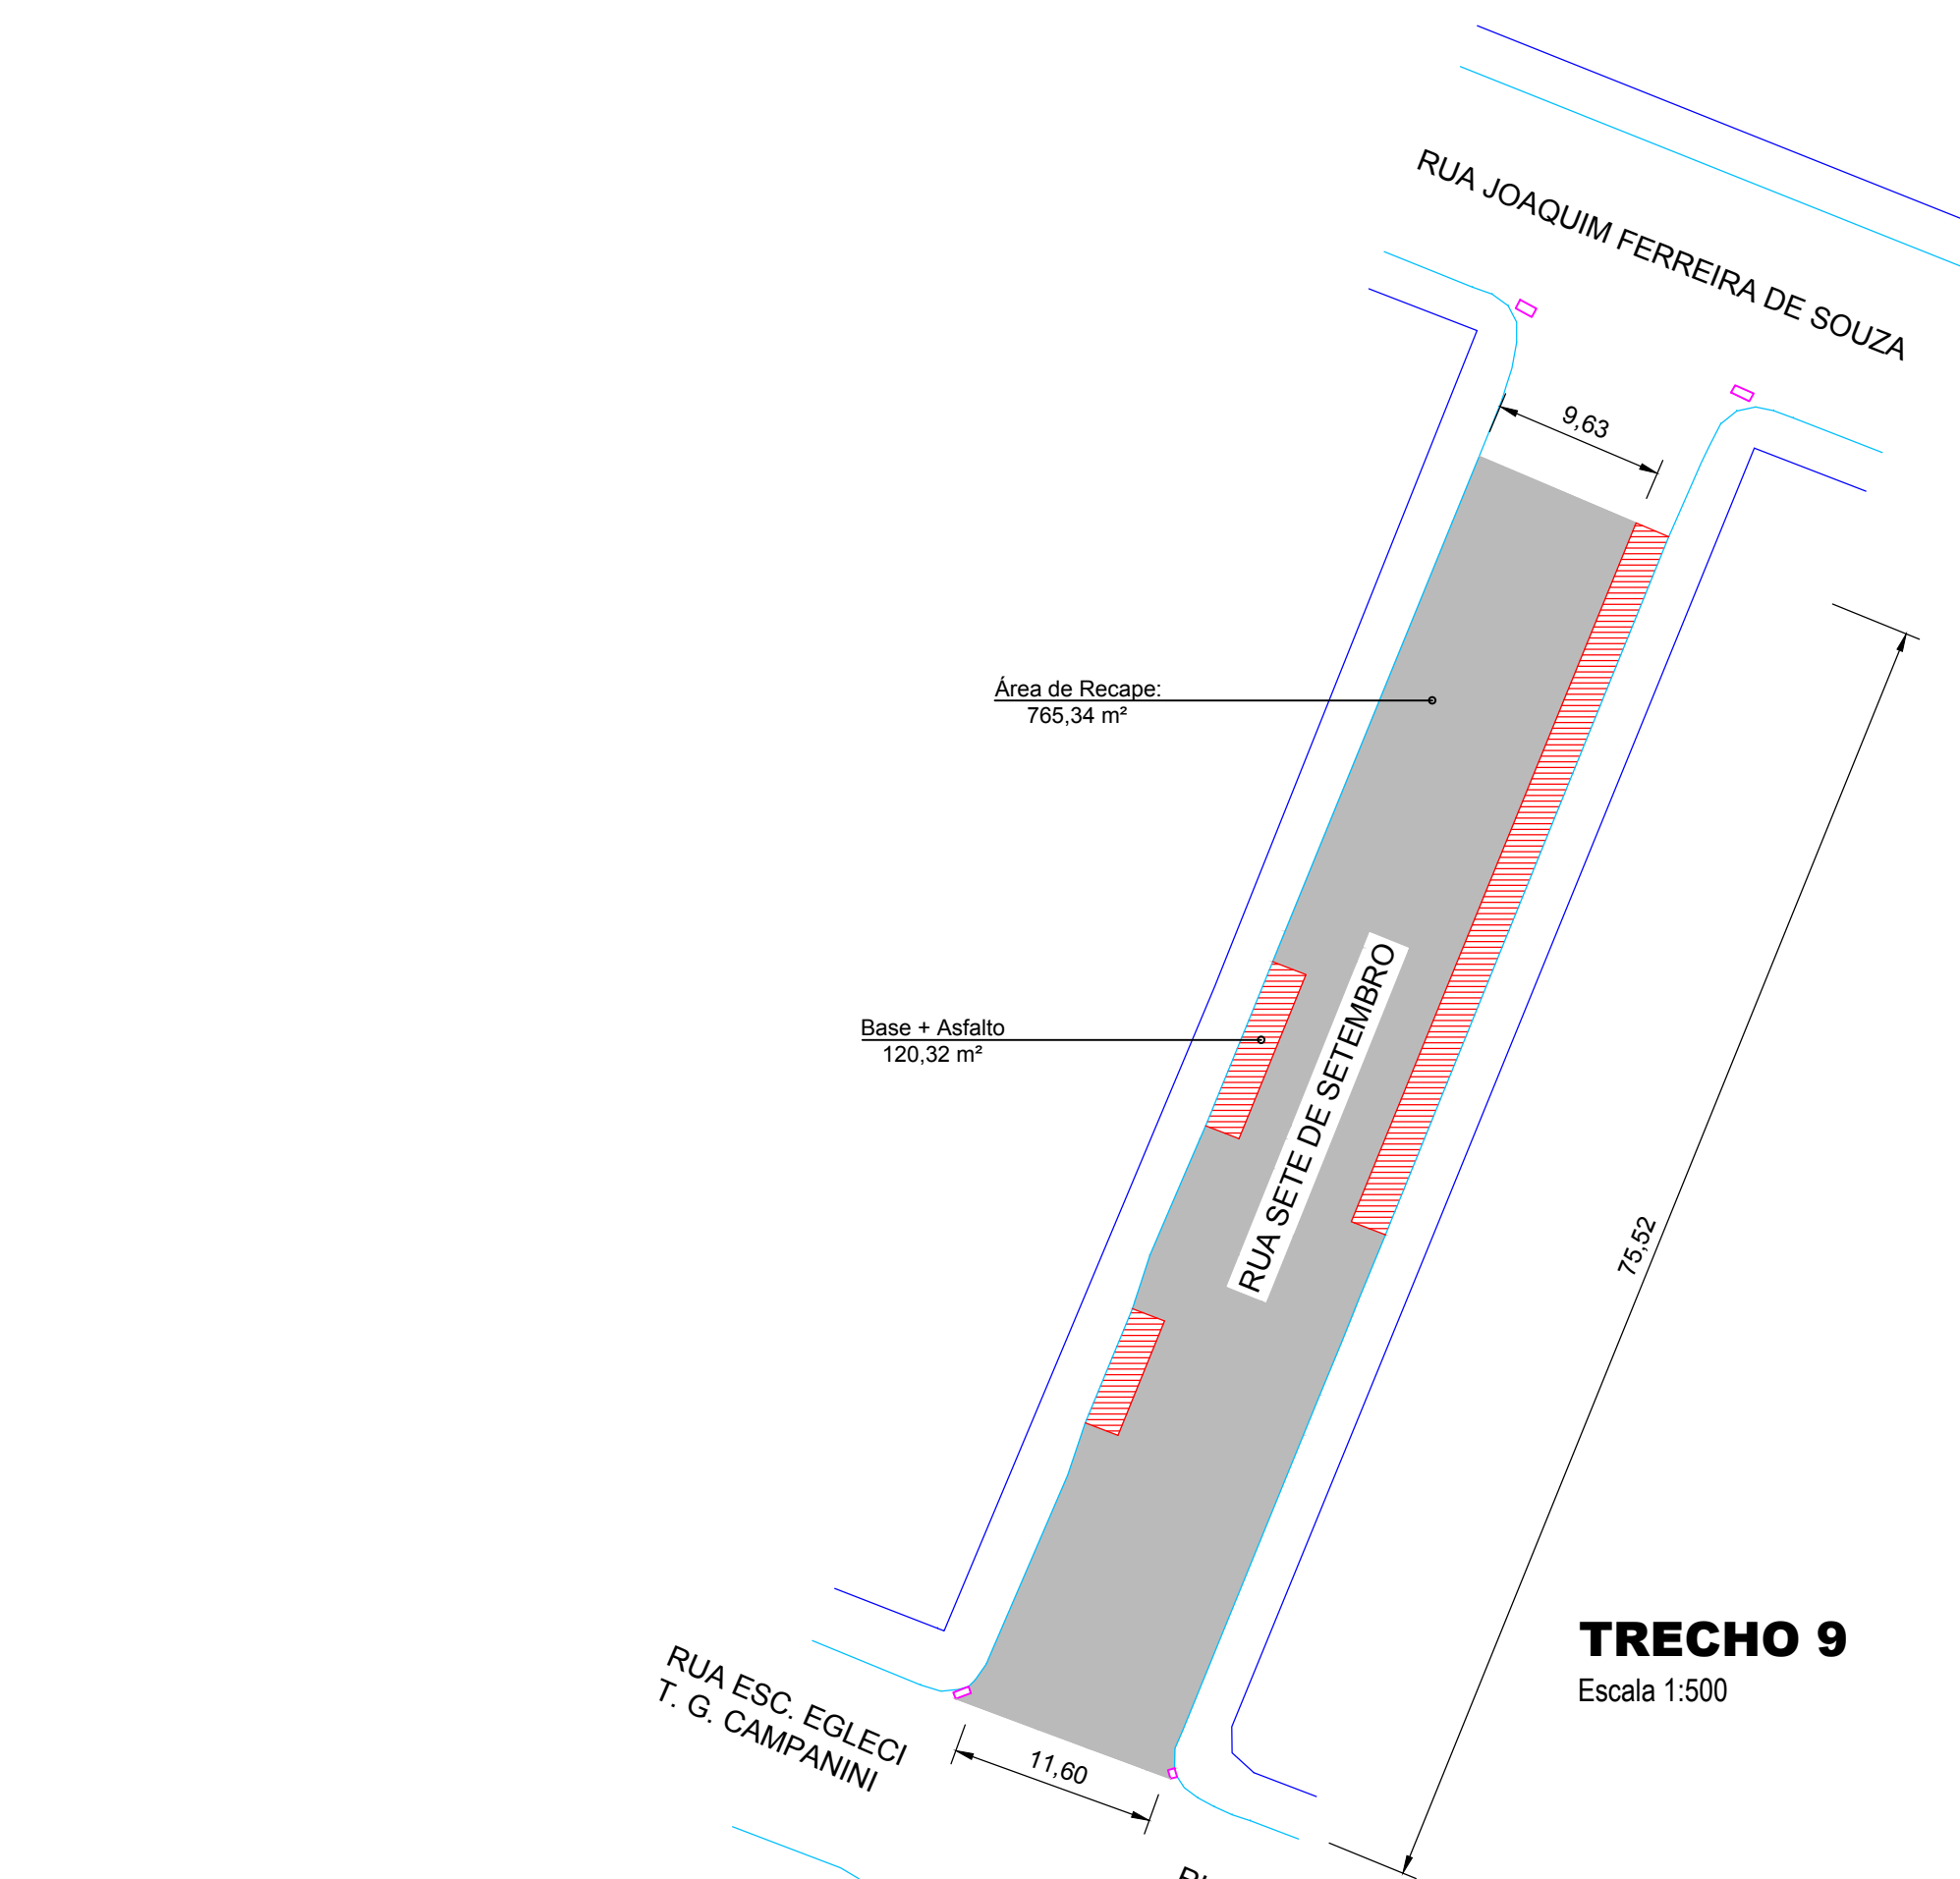 RUA JOAQUIM FERREIRA DE SOUZA
9,63
Área de Recape:
765,34 m²
Base + Asfalto
120,32 m²
RUA SETE DE SETEMBRO
75,52
TRECHO 9
Escala 1:500
RUA ESC. EGLECI
T. G. CAMPANINI
11,60